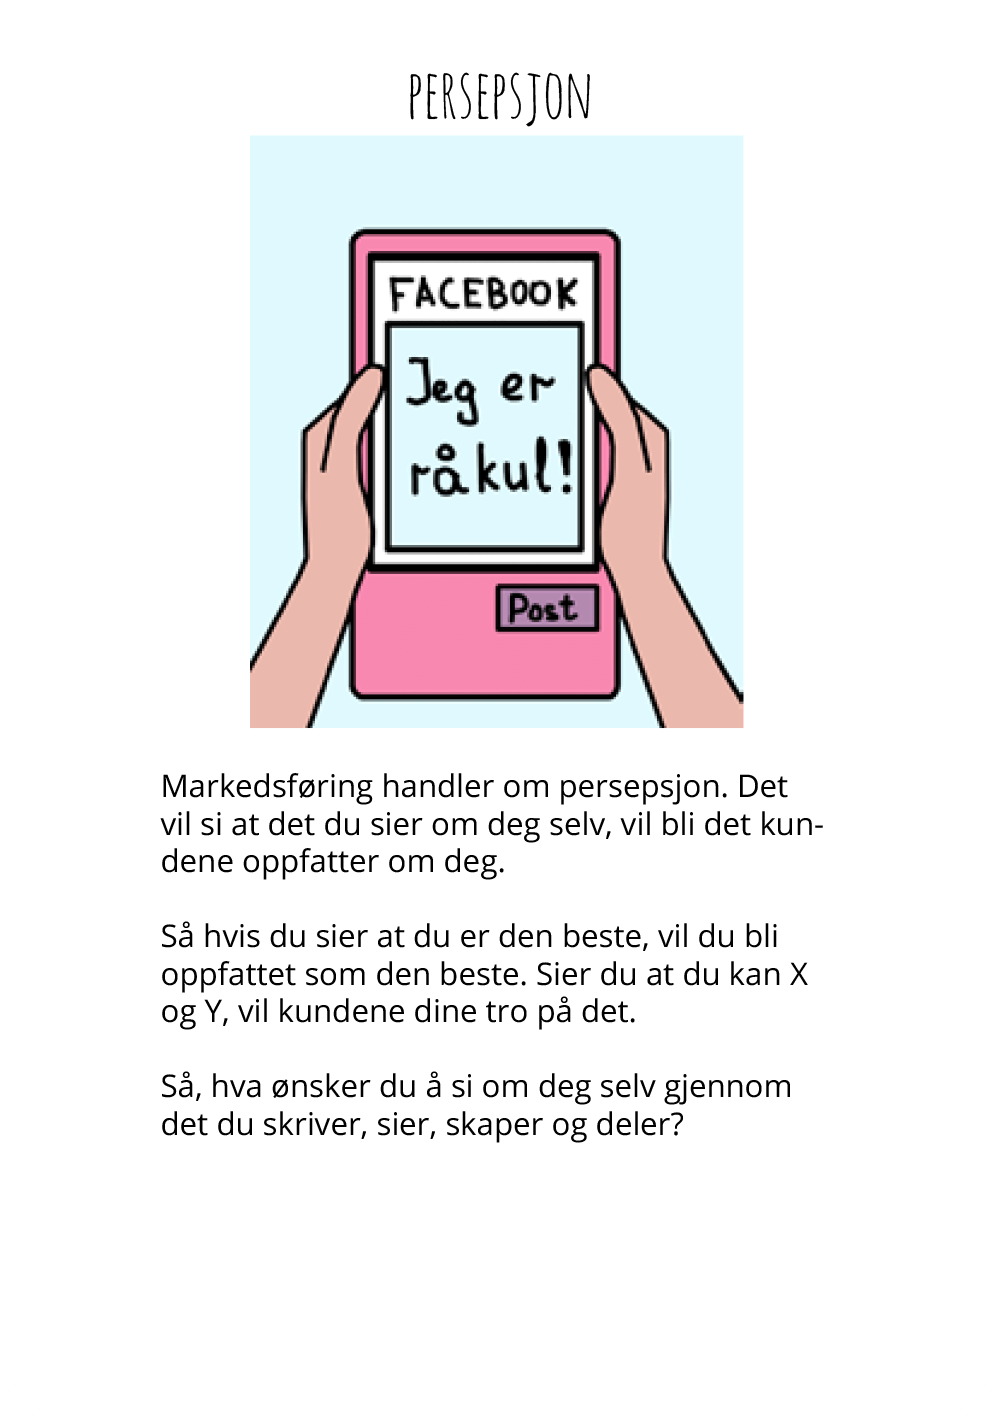 PERSEPSJON
FACEBOOK
Jeg er
råkul!
Post
Markedsføring handler om persepsjon. Det
vil si at det du sier om deg selv, vil bli det kun-
dene oppfatter om deg.
Så hvis du sier at du er den beste, vil du bli
oppfattet som den beste. Sier du at du kan X
og Y, vil kundene dine tro på det.
Så, hva ønsker du å si om deg selv gjennom
det du skriver, sier, skaper og deler?